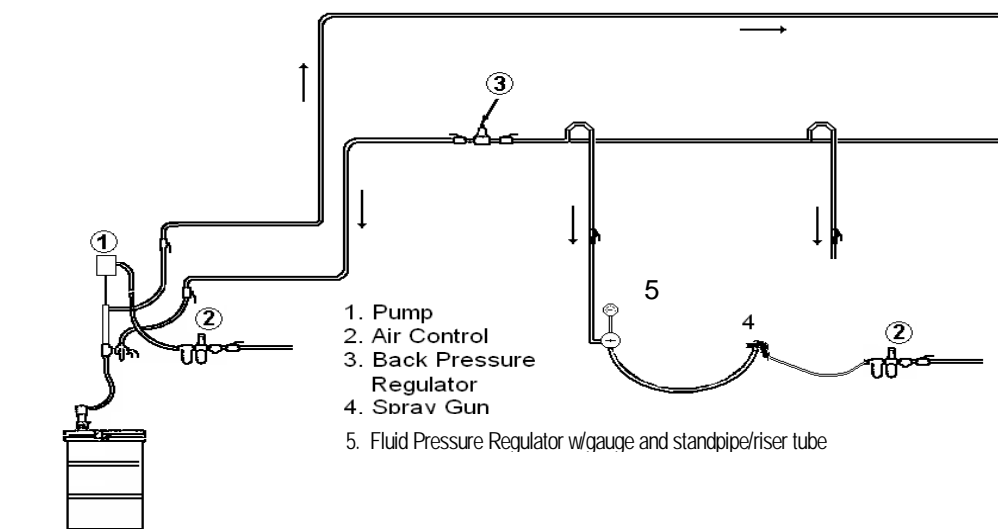 3
1
2
5
4
2
1. Pump
2. Air Control
3. Back Pressure
Regulator
4. Spray Gun
5. Fluid Pressure Regulator w/gauge and standpipe/riser tube